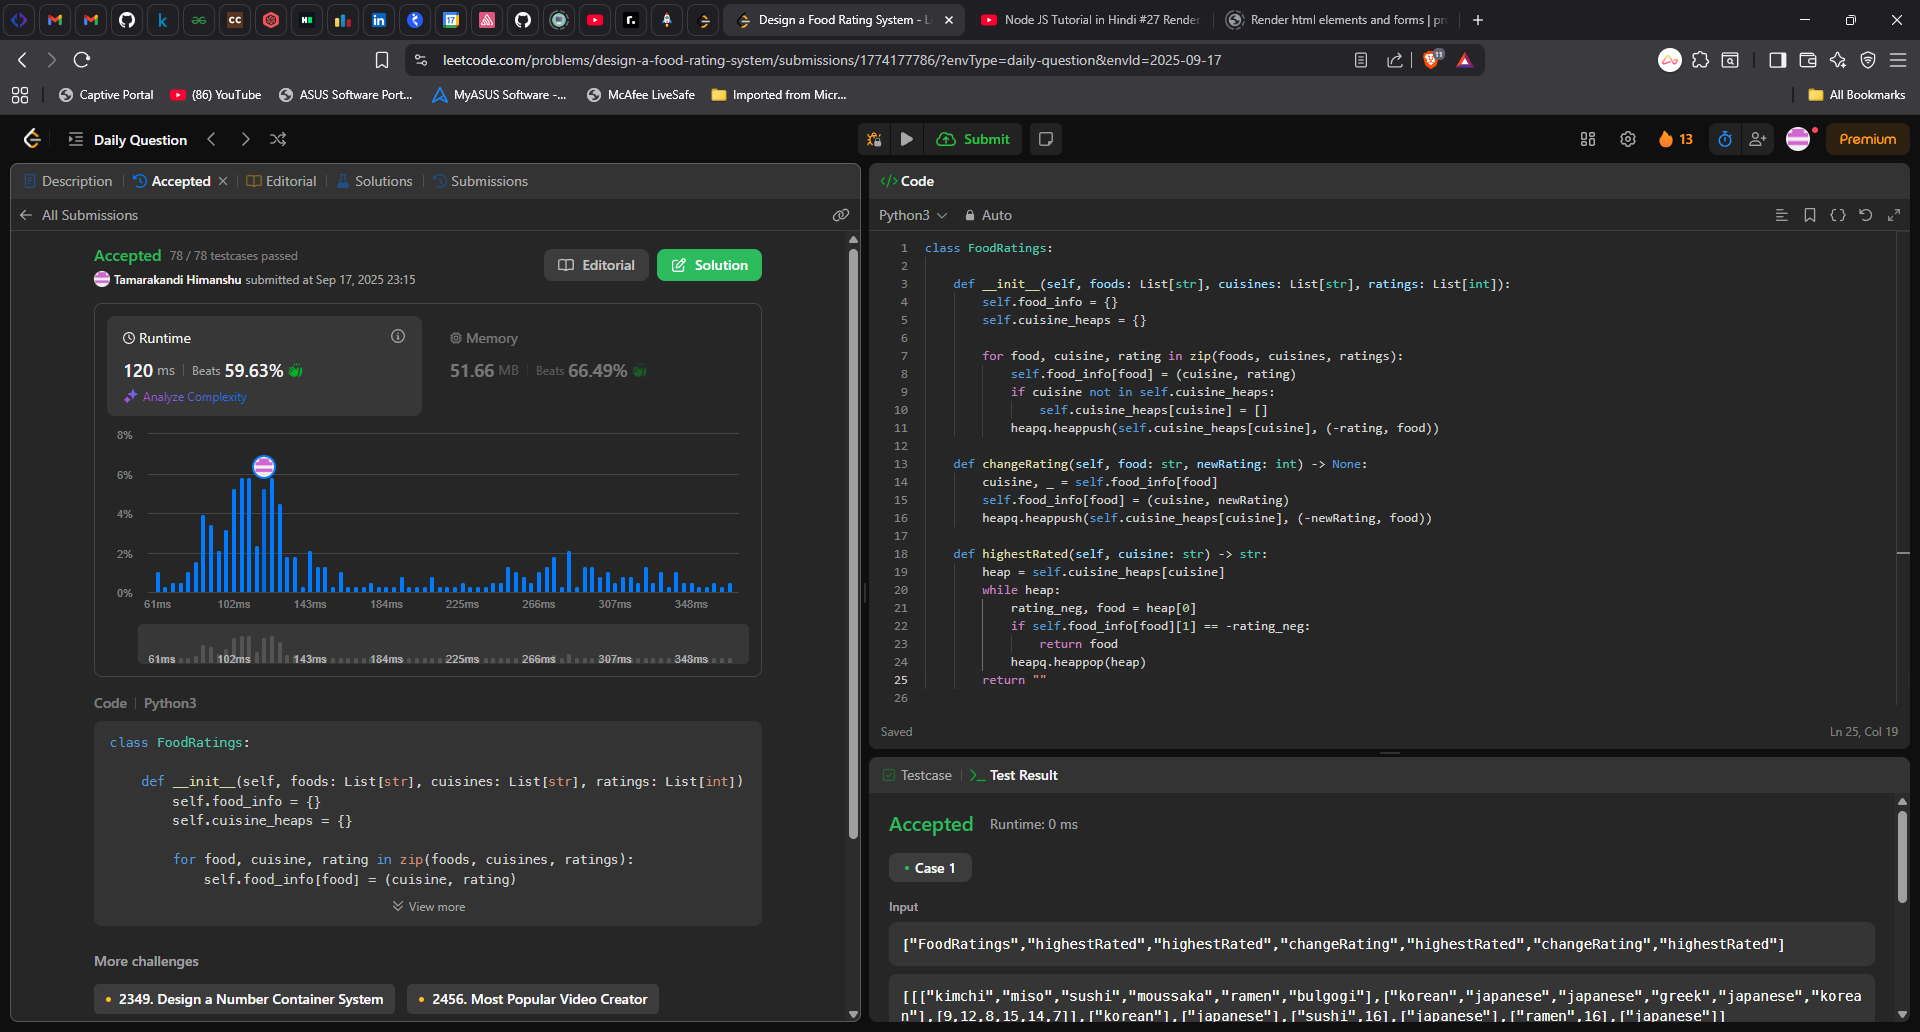 Design a Food Rating System - L
Node JS Tutorial in Hindi #27 Render
Render html elements and forms | pr
leetcode.com/problems/design-a-food-rating-system/submissions/1774177786/?envType=daily-question&envId=2025-09-17
11
Captive Portal
(86) YouTube
ASUS Software Port...
MyASUS Software -...
McAfee LiveSafe
Imported from Micr...
All Bookmarks
Daily Question
Submit
13
Premium
Description
Accepted
Editorial
Solutions
Submissions
All Submissions
Accepted 78 / 78 testcases passed
Tamarakandi Himanshu submitted at Sep 17, 2025 23:15
Editorial
Solution
Runtime
120 ms | Beats 59.63%
Analyze Complexity
Memory
51.66 MB | Beats 66.49%
8%
6%
4%
2%
0%
61ms 102ms 143ms 184ms 225ms 266ms 307ms 348ms
61ms 102ms 143ms 184ms 225ms 266ms 307ms 348ms
Code | Python3
class FoodRatings:
def __init__(self, foods: List[str], cuisines: List[str], ratings: List[int])
self.food_info = {}
self.cuisine_heaps = {}
for food, cuisine, rating in zip(foods, cuisines, ratings):
self.food_info[food] = (cuisine, rating)
View more
More challenges
2349. Design a Number Container System
2456. Most Popular Video Creator
</> Code
Python3
Auto
1 class FoodRatings:
2
3 def __init__(self, foods: List[str], cuisines: List[str], ratings: List[int]):
4 self.food_info = {}
5 self.cuisine_heaps = {}
6
7 for food, cuisine, rating in zip(foods, cuisines, ratings):
8 self.food_info[food] = (cuisine, rating)
9 if cuisine not in self.cuisine_heaps:
10 self.cuisine_heaps[cuisine] = []
11 heapq.heappush(self.cuisine_heaps[cuisine], (-rating, food))
12
13 def changeRating(self, food: str, newRating: int) -> None:
14 cuisine, _ = self.food_info[food]
15 self.food_info[food] = (cuisine, newRating)
16 heapq.heappush(self.cuisine_heaps[cuisine], (-newRating, food))
17
18 def highestRated(self, cuisine: str) -> str:
19 heap = self.cuisine_heaps[cuisine]
20 while heap:
21 rating_neg, food = heap[0]
22 if self.food_info[food][1] == -rating_neg:
23 return food
24 heapq.heappop(heap)
25 return ""
26
Saved
Ln 25, Col 19
Testcase
Test Result
Accepted Runtime: 0 ms
Case 1
Input
["FoodRatings","highestRated","highestRated","changeRating","highestRated","changeRating","highestRated"]
[[["kimchi","miso","sushi","moussaka","ramen","bulgogi"],["korean","japanese","japanese","greek","japanese","korea
n"],[9,12,8,15,14,7]],["korean"],["japanese"],["sushi",16],["japanese"],["ramen",16],["japanese"]]